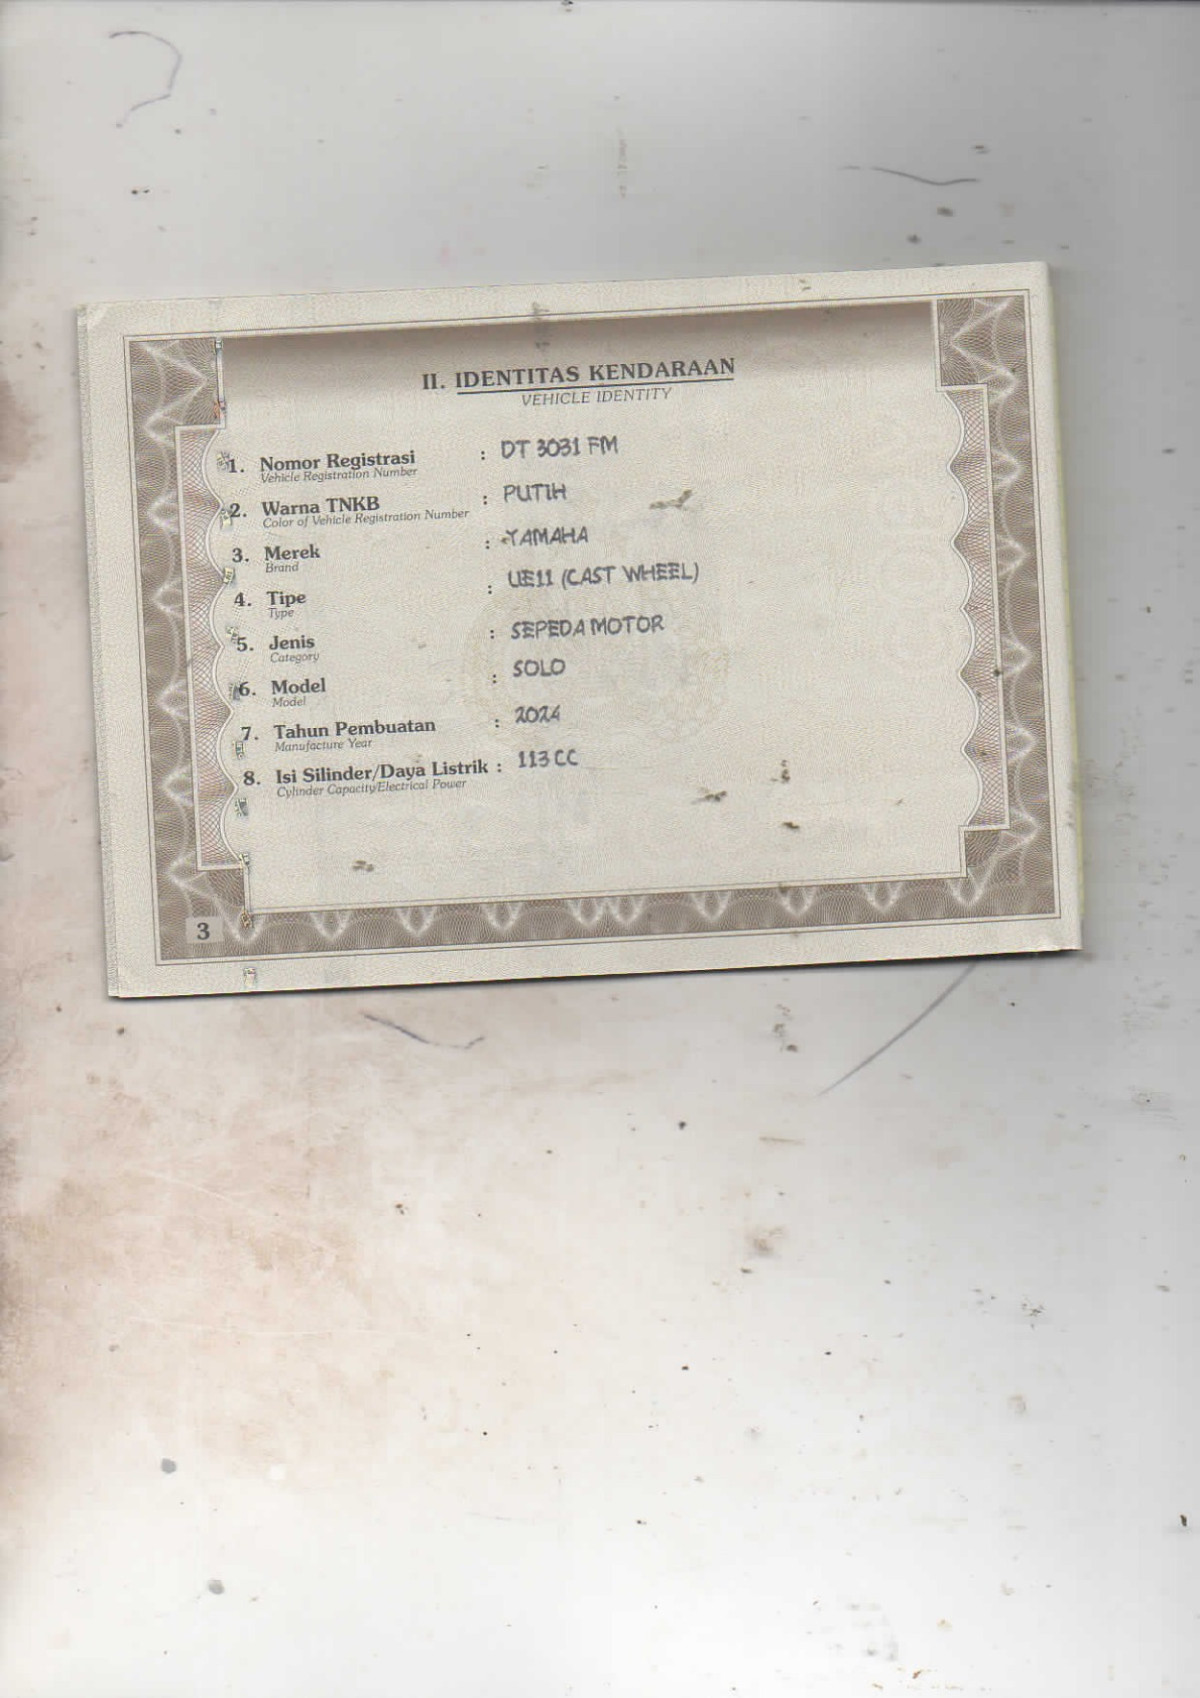 II. IDENTITAS KENDARAAN
VEHICLE IDENTITY
1. Nomor Registrasi : DT 3031 FM
Vehicle Registration Number
2. Warna TNKB : PUTIH
Color of Vehicle Registration Number
3. Merek : YAMAHA
Brand
4. Tipe : UE11 (CAST WHEEL)
Type
5. Jenis : SEPEDA MOTOR
Category
6. Model : SOLO
Model
7. Tahun Pembuatan : 2024
Manufacture Year
8. Isi Silinder/Daya Listrik : 113 CC
Cylinder Capacity/Electrical Power
3